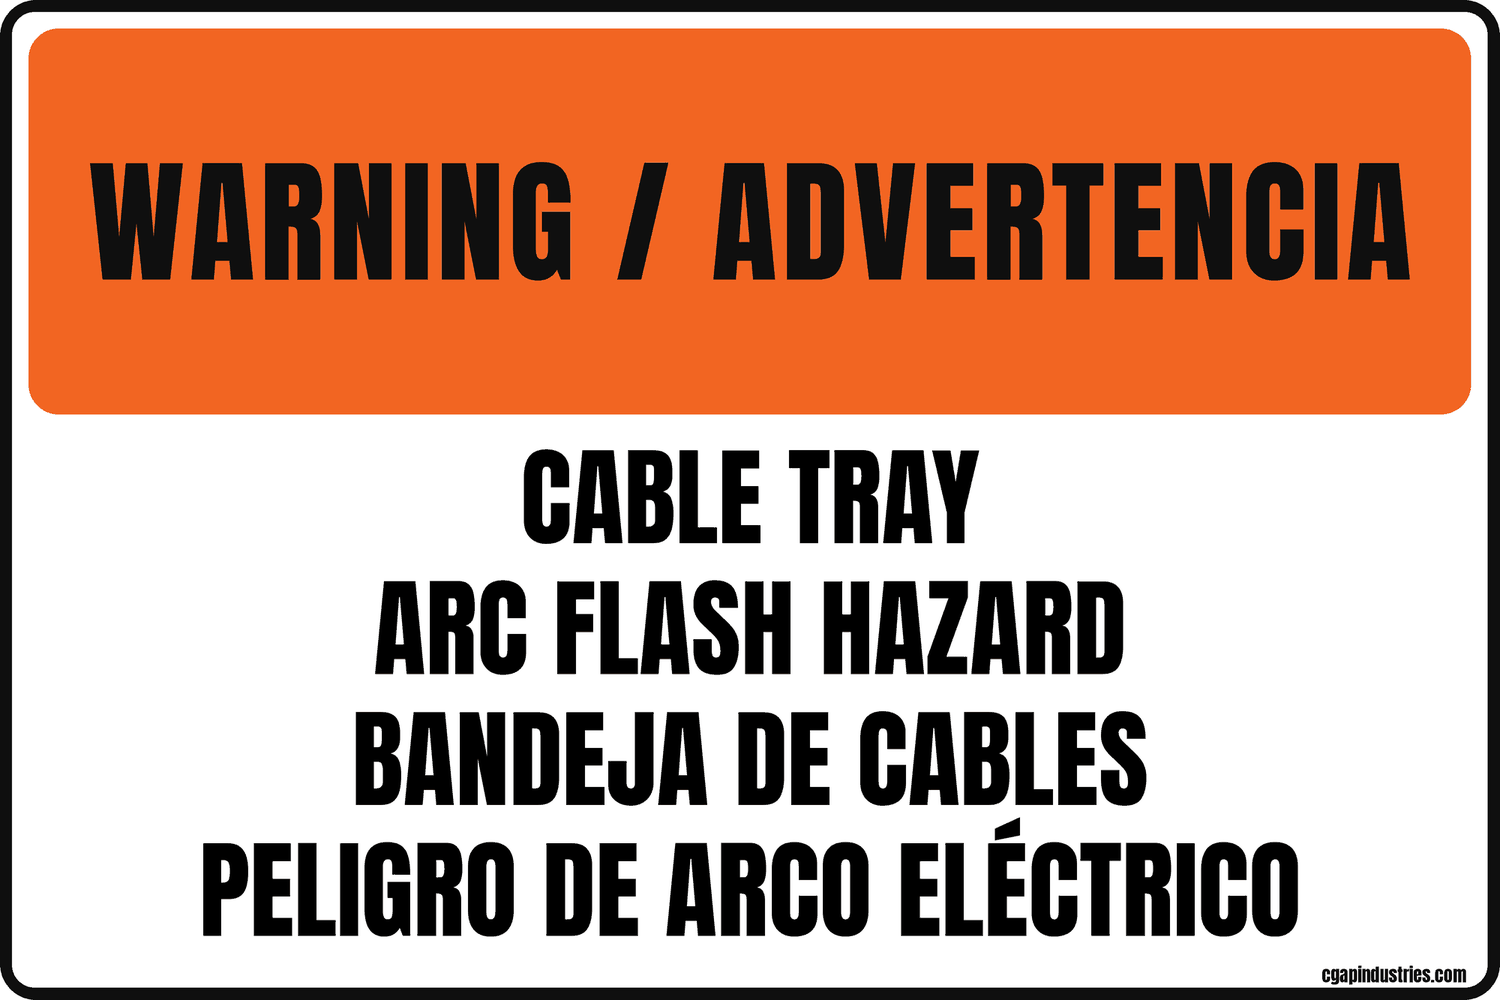 WARNING / ADVERTENCIA
CABLE TRAY
ARC FLASH HAZARD
BANDEJA DE CABLES
PELIGRO DE ARCO ELÉCTRICO
cgapindustries.com